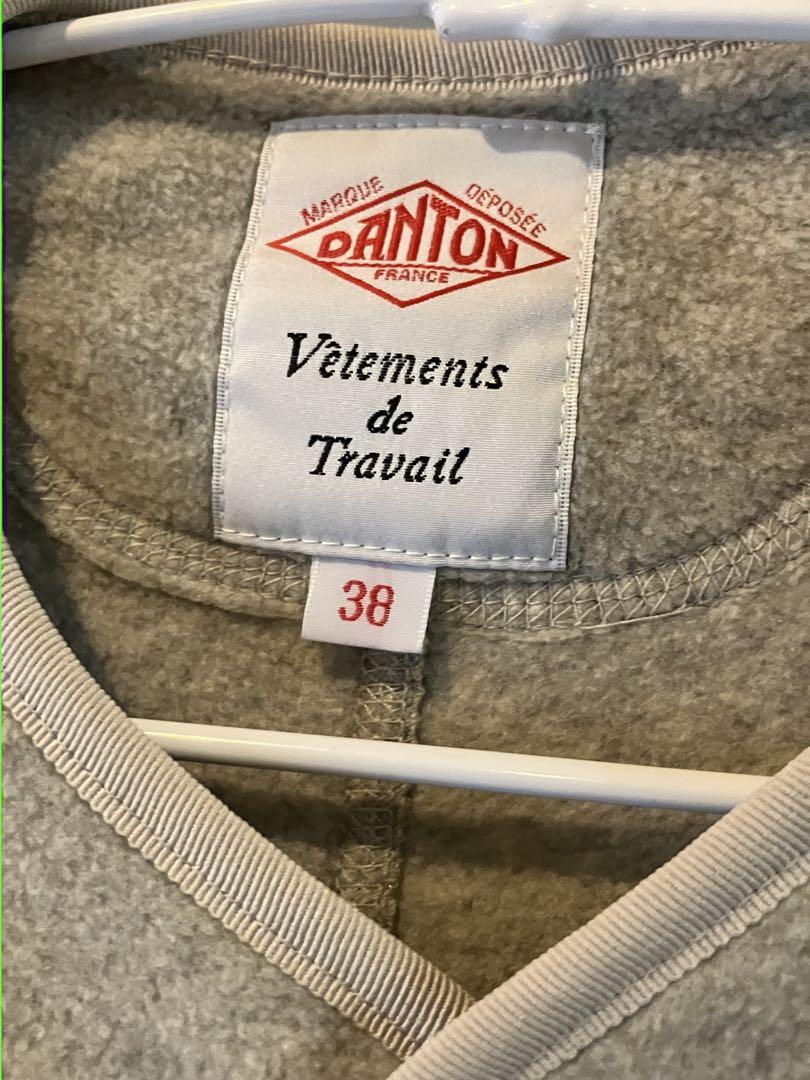 MARQUE DÉPOSÉE
DANTON
FRANCE
Vêtements
de
Travail
38